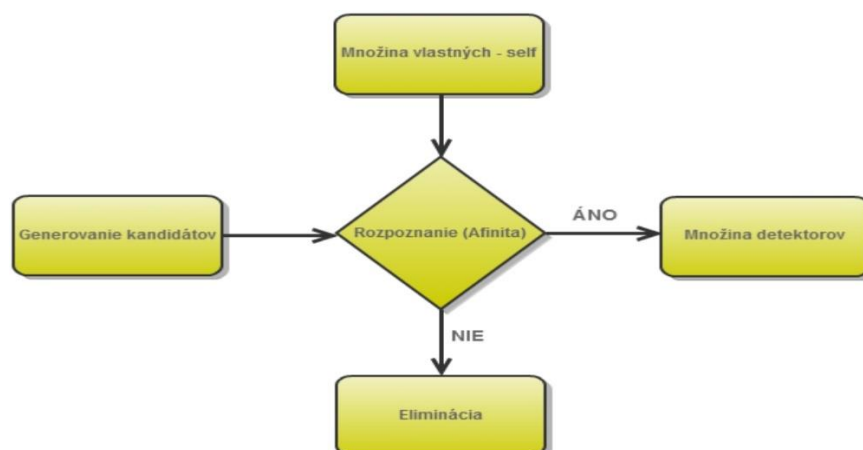 Množina vlastných - self
Generovanie kandidátov
Rozpoznanie (Afinita)
ÁNO
Množina detektorov
NIE
Eliminácia